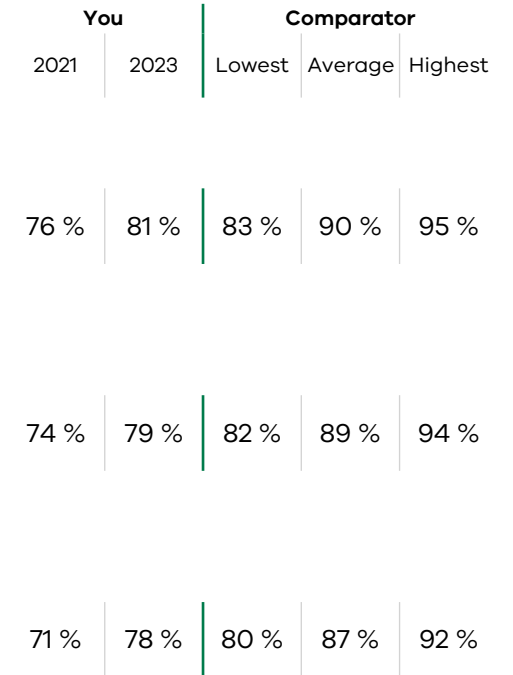 You Comparator
2021 2023 Lowest Average Highest
76 % 81 % 83 % 90 % 95 %
74 % 79 % 82 % 89 % 94 %
71 % 78 % 80 % 87 % 92 %